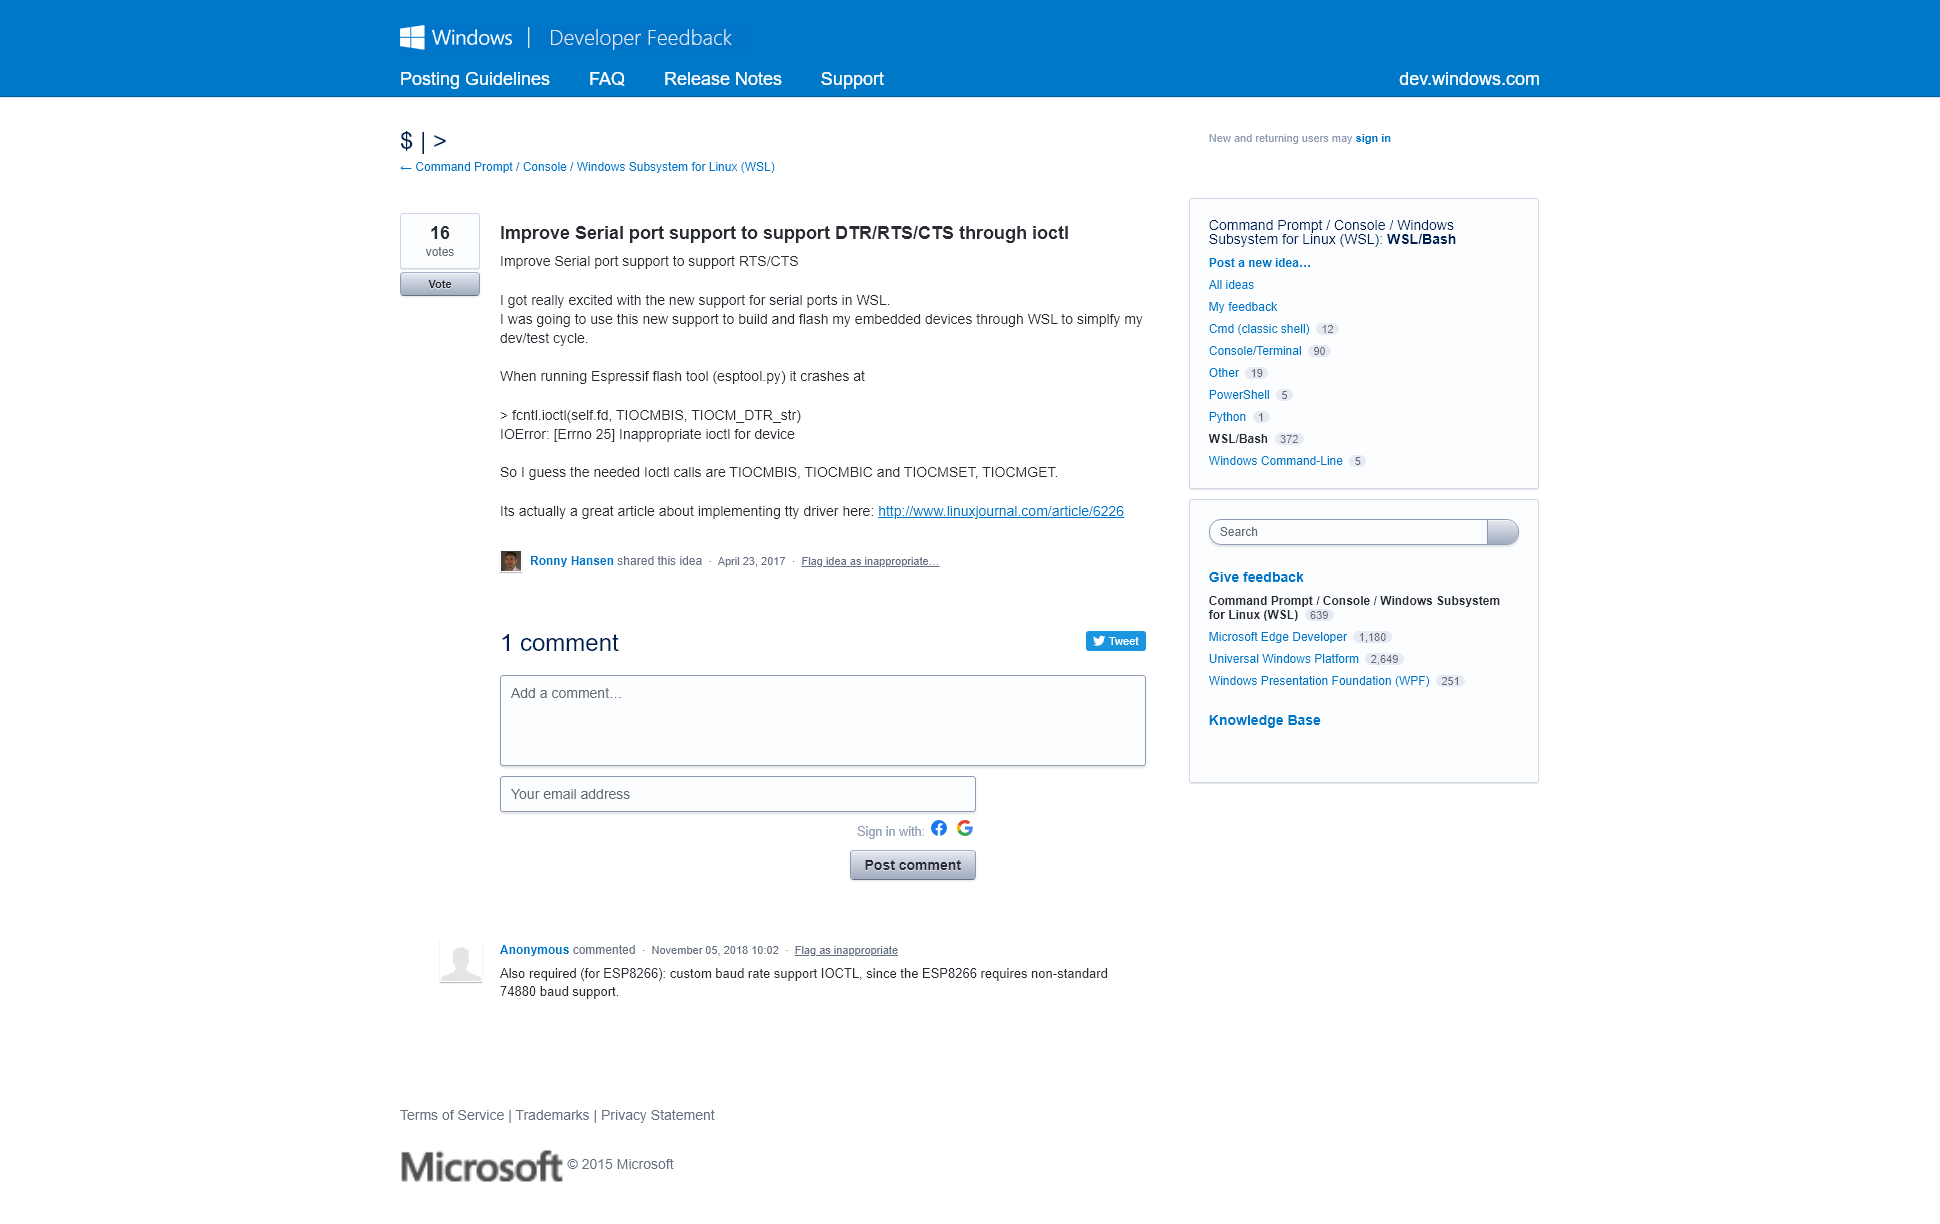 Windows | Developer Feedback
Posting Guidelines FAQ Release Notes Support dev.windows.com
$ | >
← Command Prompt / Console / Windows Subsystem for Linux (WSL)
New and returning users may sign in
16
votes
Vote
Improve Serial port support to support DTR/RTS/CTS through ioctl
Improve Serial port support to support RTS/CTS
I got really excited with the new support for serial ports in WSL.
I was going to use this new support to build and flash my embedded devices through WSL to simplfy my
dev/test cycle.
When running Espressif flash tool (esptool.py) it crashes at
> fcntl.ioctl(self.fd, TIOCMBIS, TIOCM_DTR_str)
IOError: [Errno 25] Inappropriate ioctl for device
So I guess the needed Ioctl calls are TIOCMBIS, TIOCMBIC and TIOCMSET, TIOCMGET.
Its actually a great article about implementing tty driver here: http://www.linuxjournal.com/article/6226
Ronny Hansen shared this idea · April 23, 2017 · Flag idea as inappropriate…
1 comment
Tweet
Add a comment…
Your email address
Sign in with:
Post comment
Anonymous commented · November 05, 2018 10:02 · Flag as inappropriate
Also required (for ESP8266): custom baud rate support IOCTL, since the ESP8266 requires non-standard
74880 baud support.
Command Prompt / Console / Windows
Subsystem for Linux (WSL): WSL/Bash
Post a new idea…
All ideas
My feedback
Cmd (classic shell) 12
Console/Terminal 90
Other 19
PowerShell 5
Python 1
WSL/Bash 372
Windows Command-Line 5
Search
Give feedback
Command Prompt / Console / Windows Subsystem
for Linux (WSL) 639
Microsoft Edge Developer 1,180
Universal Windows Platform 2,649
Windows Presentation Foundation (WPF) 251
Knowledge Base
Terms of Service | Trademarks | Privacy Statement
Microsoft © 2015 Microsoft